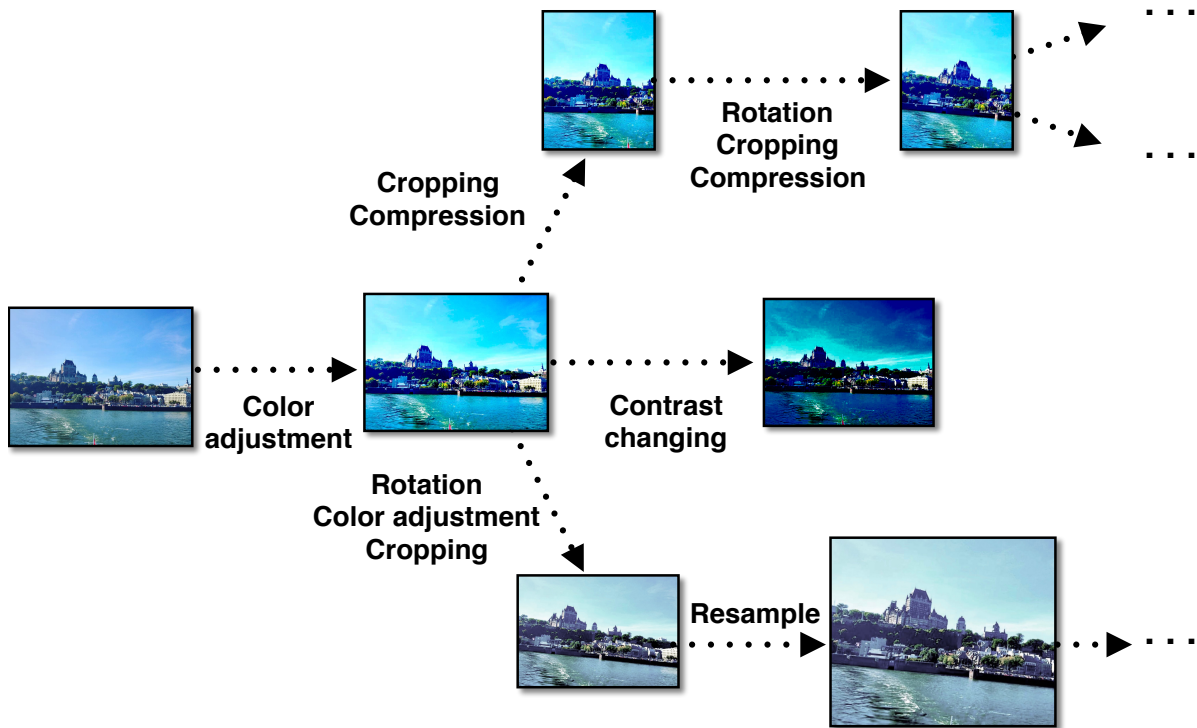 . . .
Rotation
Cropping
Compression
. . .
Cropping
Compression
Color
adjustment
Contrast
changing
Rotation
Color adjustment
Cropping
Resample
. . .